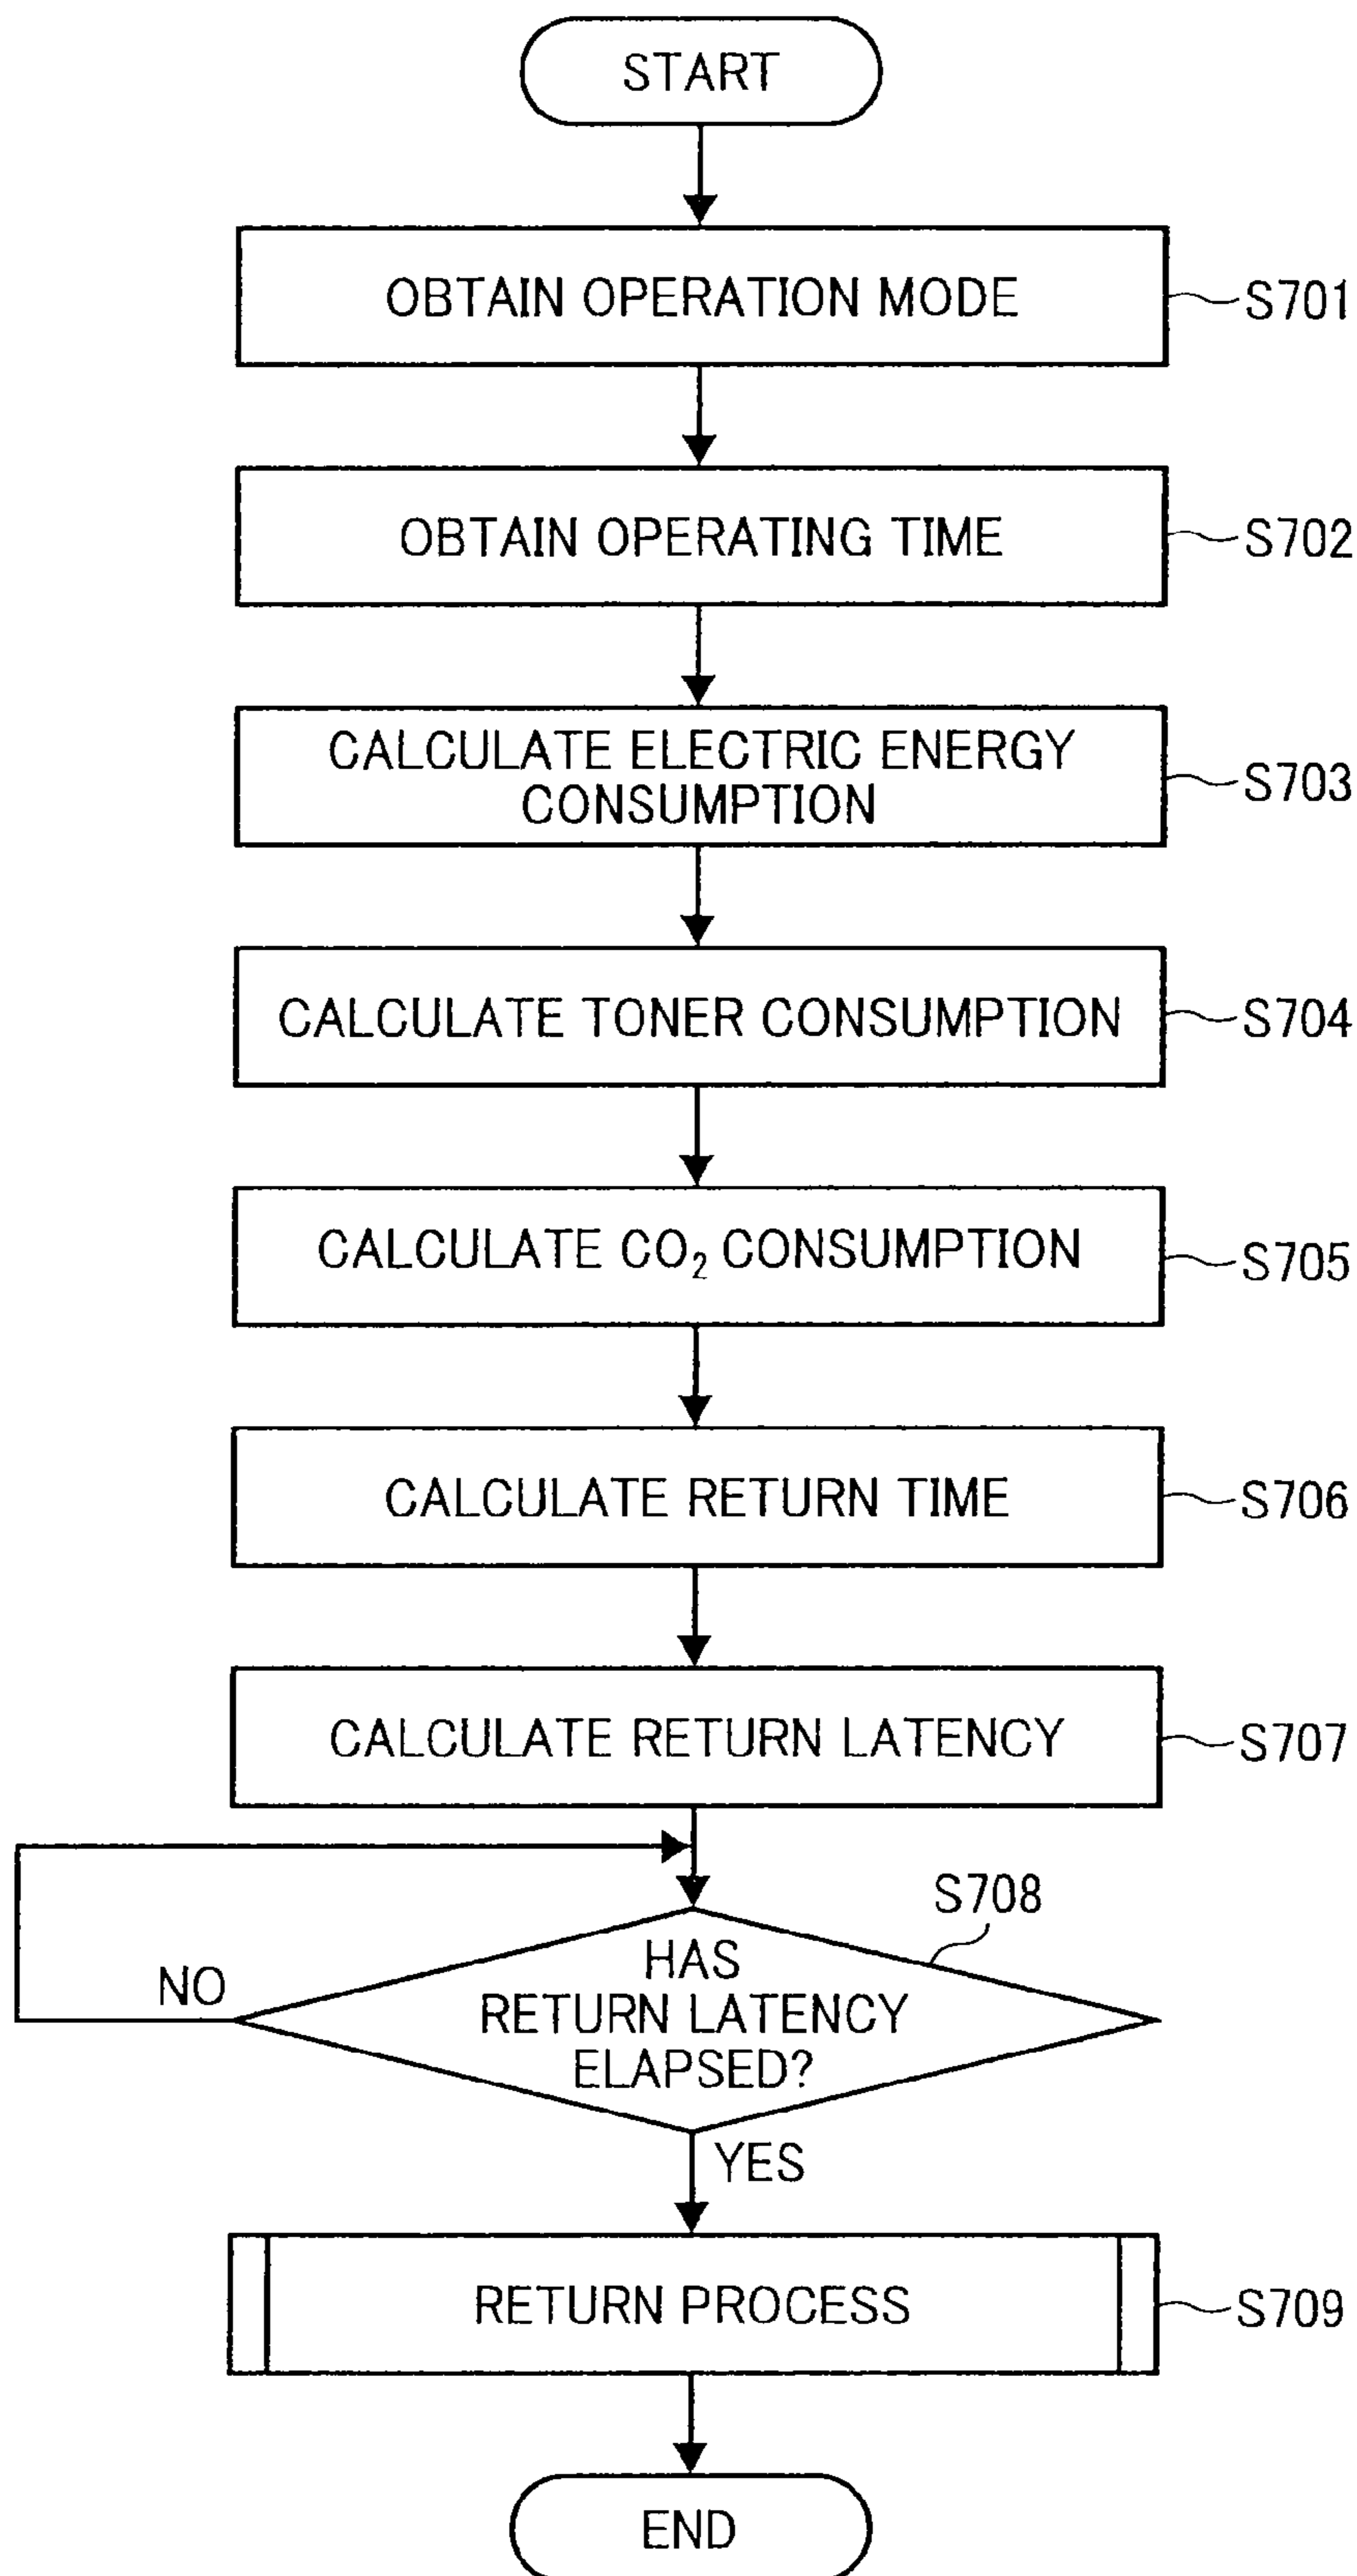 START
OBTAIN OPERATION MODE
S701
OBTAIN OPERATING TIME
S702
CALCULATE ELECTRIC ENERGY
CONSUMPTION
S703
CALCULATE TONER CONSUMPTION
S704
CALCULATE CO₂ CONSUMPTION
S705
CALCULATE RETURN TIME
S706
CALCULATE RETURN LATENCY
S707
S708
HAS
RETURN LATENCY
ELAPSED?
NO
YES
RETURN PROCESS
S709
END